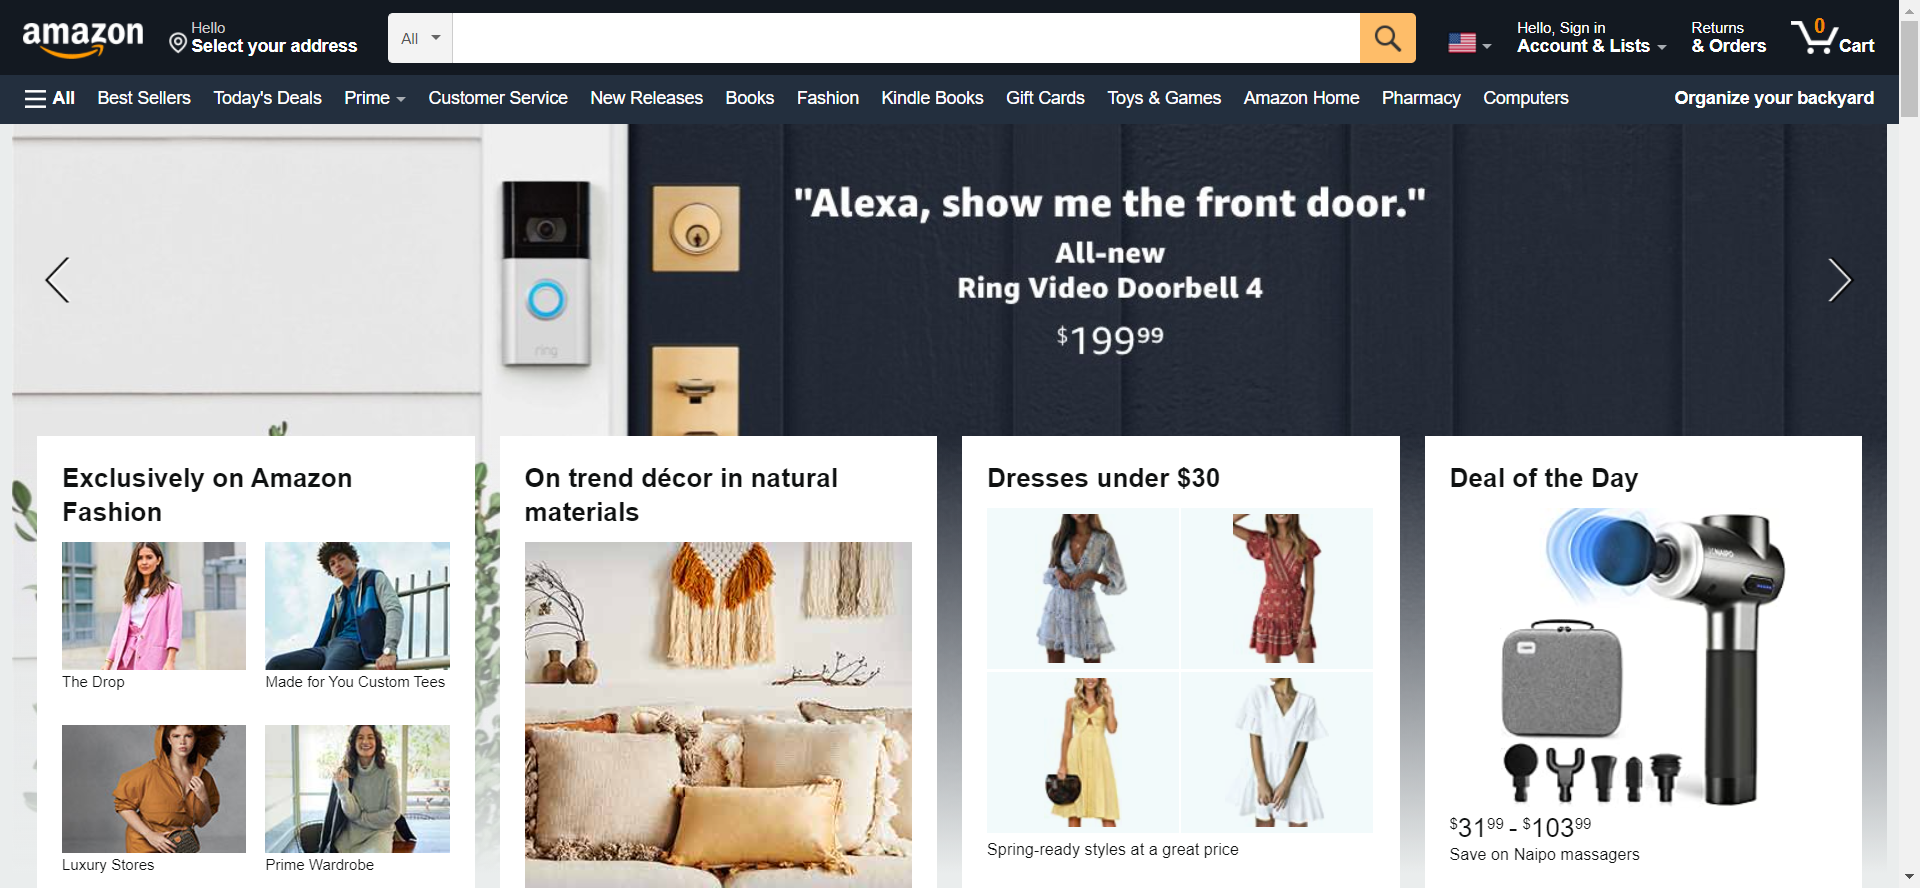 amazon
Hello
Select your address
All
Hello, Sign in
Account & Lists
Returns
& Orders
0
Cart
All
Best Sellers
Today's Deals
Prime
Customer Service
New Releases
Books
Fashion
Kindle Books
Gift Cards
Toys & Games
Amazon Home
Pharmacy
Computers
Organize your backyard
"Alexa, show me the front door."
All-new
Ring Video Doorbell 4
$199 99
ring
Exclusively on Amazon
Fashion
The Drop
Made for You Custom Tees
Luxury Stores
Prime Wardrobe
On trend décor in natural
materials
Dresses under $30
Spring-ready styles at a great price
Deal of the Day
NAIPO
$31 99 - $103 99
Save on Naipo massagers